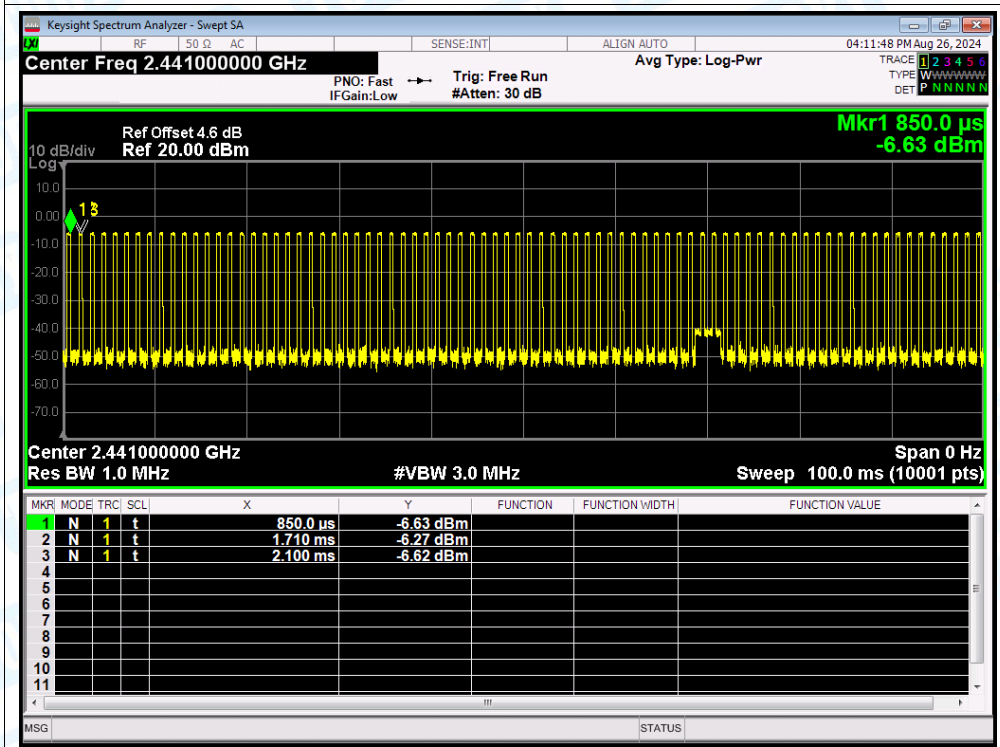 Keysight Spectrum Analyzer - Swept SA
LXI RF 50 Ω AC SENSE:INT ALIGN AUTO 04:11:48 PM Aug 26, 2024
Center Freq 2.441000000 GHz Avg Type: Log-Pwr TRACE 1 2 3 4 5 6
PNO: Fast Trig: Free Run TYPE WWWWWW
IFGain:Low #Atten: 30 dB DET P N N N N N
Mkr1 850.0 µs
Ref Offset 4.6 dB
10 dB/div Ref 20.00 dBm -6.63 dBm
Log
10.0
1 3
0.00
-10.0
-20.0
-30.0
-40.0
-50.0
-60.0
-70.0
Center 2.441000000 GHz Span 0 Hz
Res BW 1.0 MHz #VBW 3.0 MHz Sweep 100.0 ms (10001 pts)
MKR MODE TRC SCL X Y FUNCTION FUNCTION WIDTH FUNCTION VALUE
1 N 1 t 850.0 µs -6.63 dBm
2 N 1 t 1.710 ms -6.27 dBm
3 N 1 t 2.100 ms -6.62 dBm
4
5
6
7
8
9
10
11
MSG STATUS